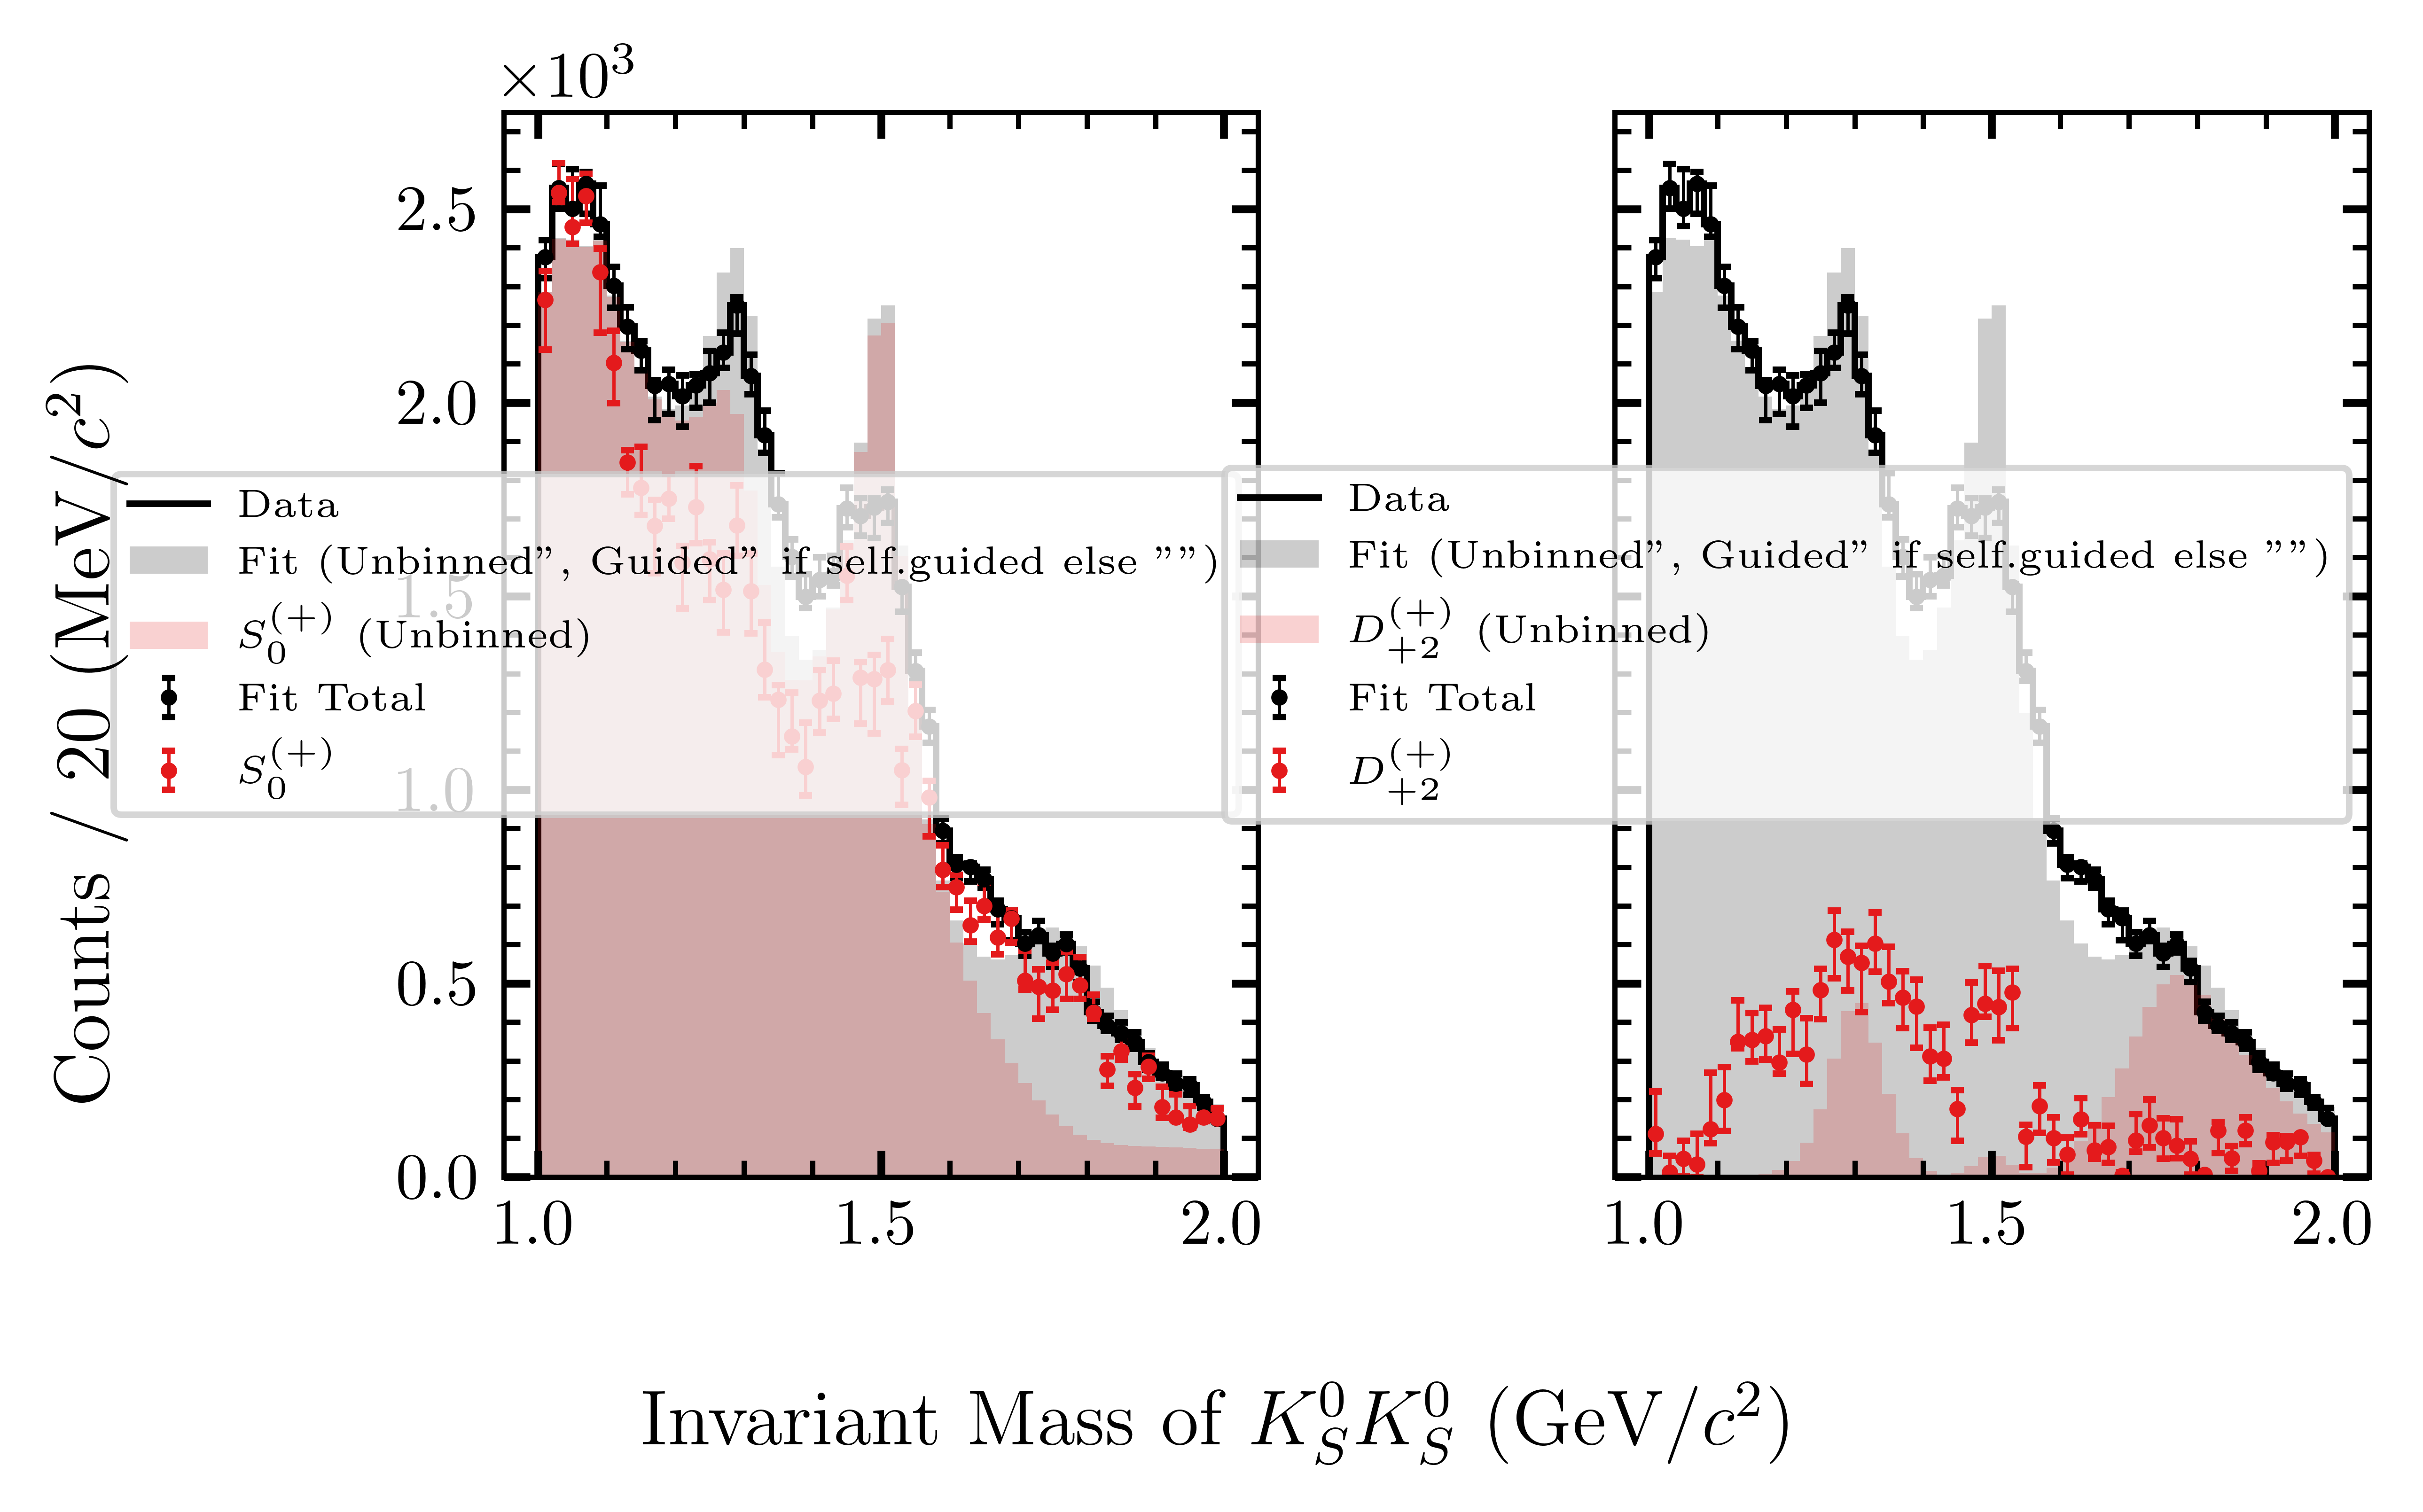 ×10³
2.5
2.0
1.5
1.0
0.5
0.0
Counts / 20 (MeV/c²)
Data
Fit (Unbinned”, Guided” if self.guided else ””)
S₀⁽⁺⁾ (Unbinned)
Fit Total
S₀⁽⁺⁾
1.0 1.5 2.0
Data
Fit (Unbinned”, Guided” if self.guided else ””)
D₊₂⁽⁺⁾ (Unbinned)
Fit Total
D₊₂⁽⁺⁾
1.0 1.5 2.0
Invariant Mass of K_S^0K_S^0 (GeV/c²)